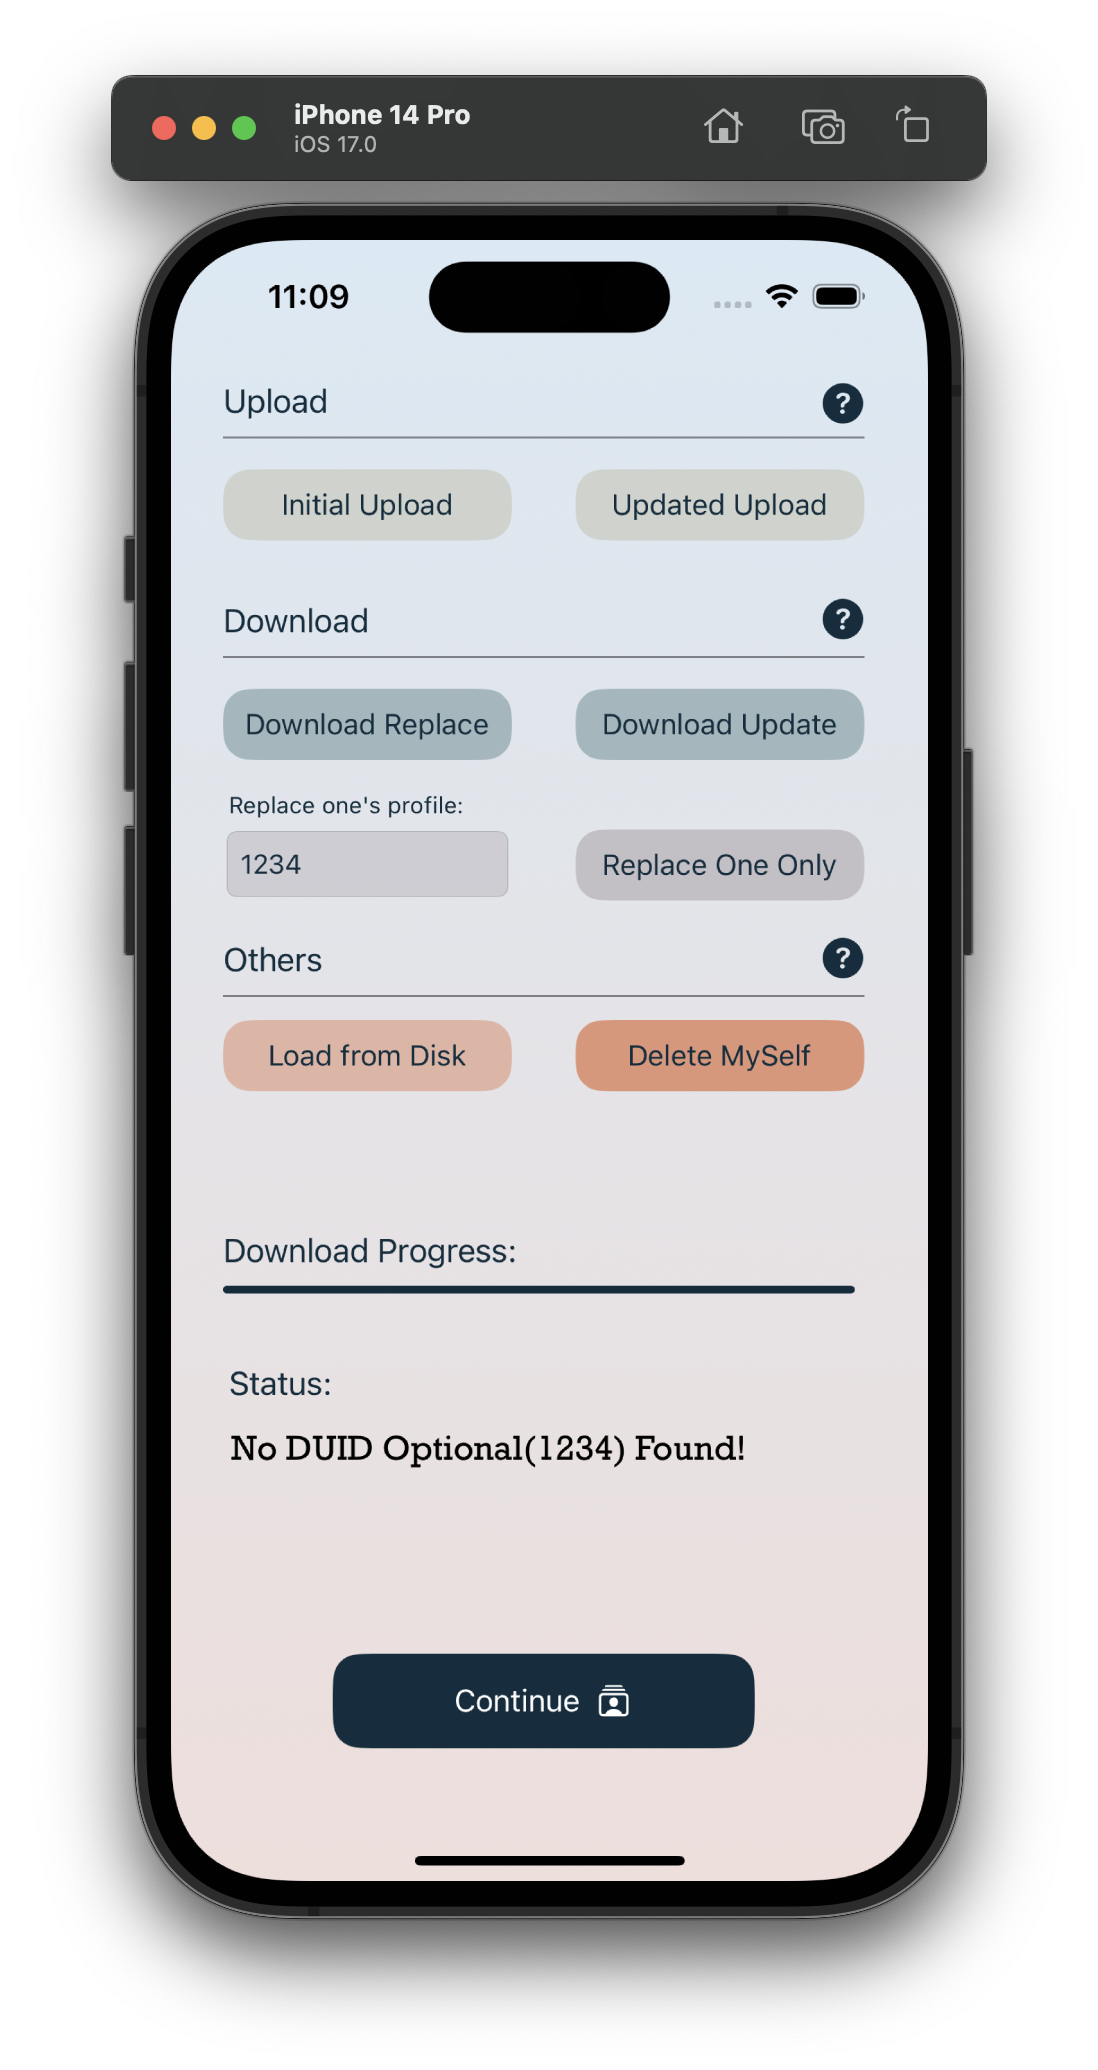 iPhone 14 Pro
iOS 17.0
11:09
Upload ?
Initial Upload Updated Upload
Download ?
Download Replace Download Update
Replace one's profile:
1234 Replace One Only
Others ?
Load from Disk Delete MySelf
Download Progress:
Status:
No DUID Optional(1234) Found!
Continue